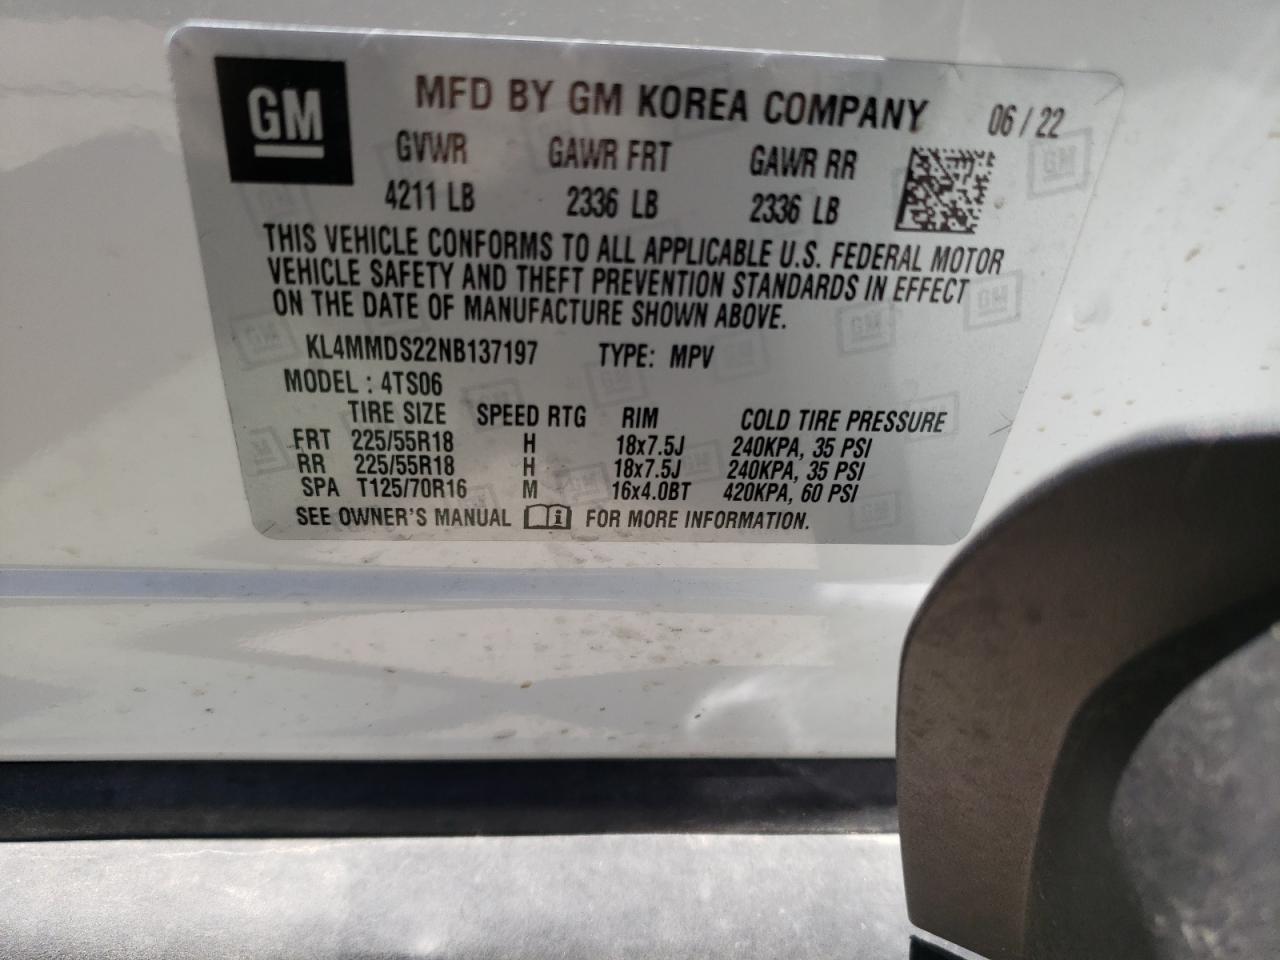 GM
MFD BY GM KOREA COMPANY 06 / 22
GVWR GAWR FRT GAWR RR
4211 LB 2336 LB 2336 LB
THIS VEHICLE CONFORMS TO ALL APPLICABLE U.S. FEDERAL MOTOR
VEHICLE SAFETY AND THEFT PREVENTION STANDARDS IN EFFECT
ON THE DATE OF MANUFACTURE SHOWN ABOVE.
KL4MMDS22NB137197 TYPE: MPV
MODEL : 4TS06
TIRE SIZE SPEED RTG RIM COLD TIRE PRESSURE
FRT 225/55R18 H 18x7.5J 240KPA, 35 PSI
RR 225/55R18 H 18x7.5J 240KPA, 35 PSI
SPA T125/70R16 M 16x4.0BT 420KPA, 60 PSI
SEE OWNER'S MANUAL i FOR MORE INFORMATION.